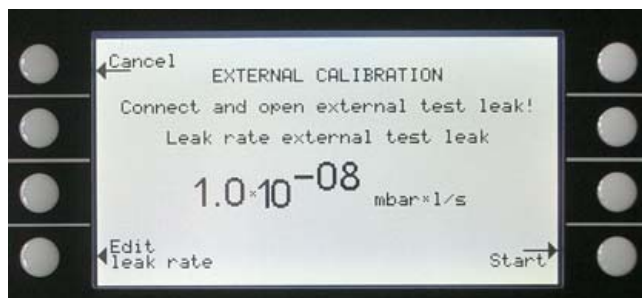 Cancel
EXTERNAL CALIBRATION
Connect and open external test leak!
Leak rate external test leak
1.0*10⁻⁰⁸ mbar*l/s
Edit
leak rate
Start